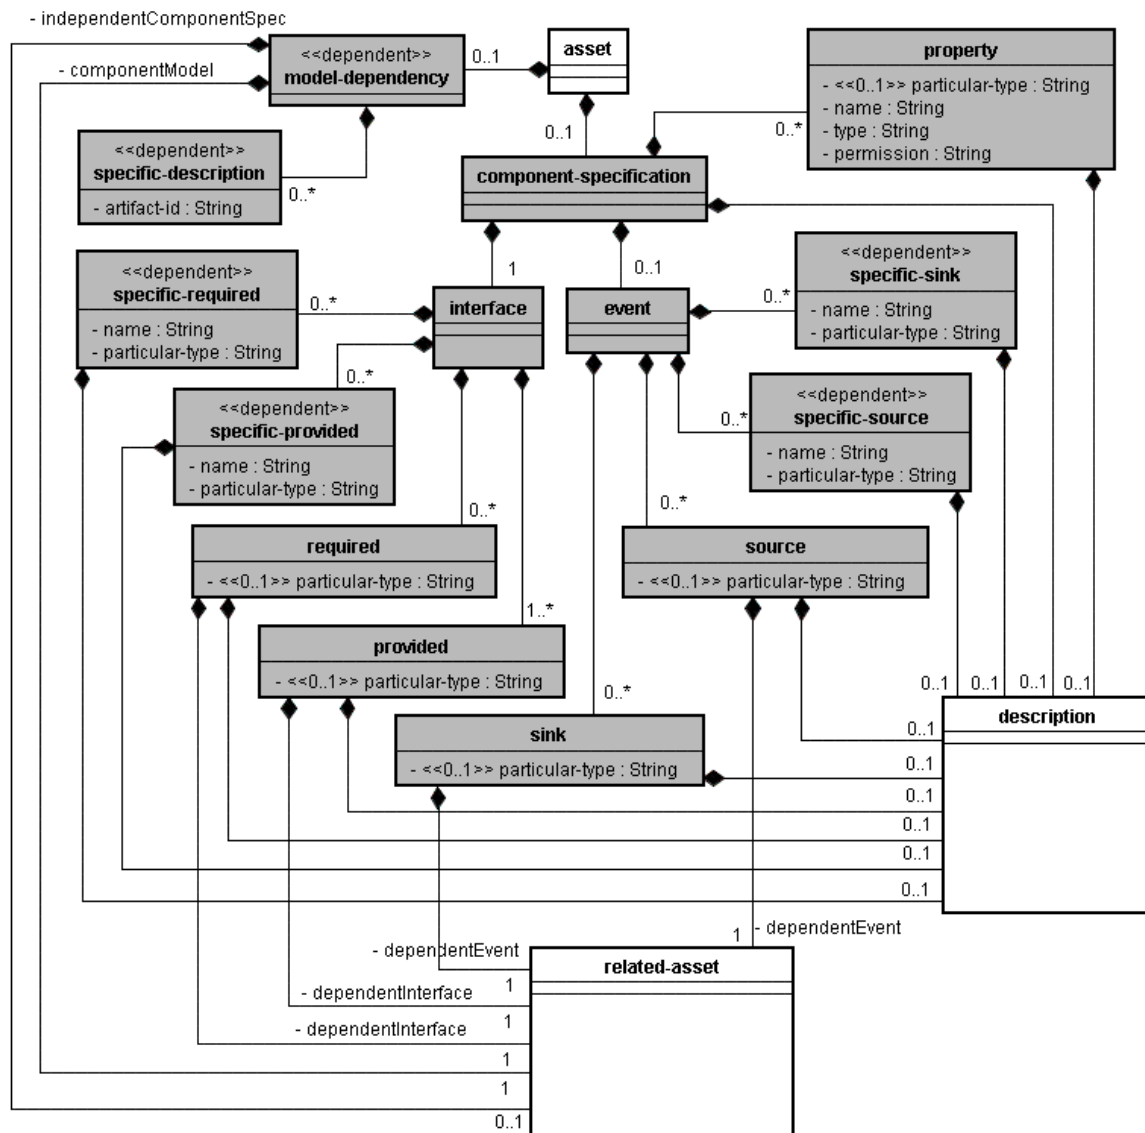 - independentComponentSpec
<<dependent>>
model-dependency
0..1
asset
property
- <<0..1>> particular-type : String
- name : String
- type : String
- permission : String
- componentModel
0..1
0..*
<<dependent>>
specific-description
- artifact-id : String
0..*
component-specification
<<dependent>>
specific-required
- name : String
- particular-type : String
0..*
1
0..1
<<dependent>>
specific-sink
- name : String
- particular-type : String
0..*
interface
event
0..*
<<dependent>>
specific-provided
- name : String
- particular-type : String
<<dependent>>
specific-source
- name : String
- particular-type : String
0..*
0..*
0..*
required
- <<0..1>> particular-type : String
source
- <<0..1>> particular-type : String
1..*
provided
- <<0..1>> particular-type : String
0..*
0..1
0..1
0..1
0..1
sink
- <<0..1>> particular-type : String
description
0..1
0..1
0..1
0..1
0..1
0..1
- dependentEvent
1
- dependentEvent
related-asset
1
- dependentInterface
1
- dependentInterface
1
1
0..1